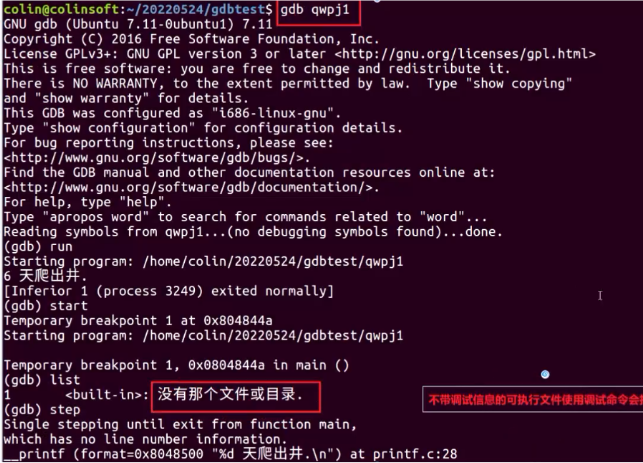 colin@colinsoft:~/20220524/gdbtest$ gdb qwpj1
GNU gdb (Ubuntu 7.11-0ubuntu1) 7.11
Copyright (C) 2016 Free Software Foundation, Inc.
License GPLv3+: GNU GPL version 3 or later <http://gnu.org/licenses/gpl.html>
This is free software: you are free to change and redistribute it.
There is NO WARRANTY, to the extent permitted by law.  Type "show copying"
and "show warranty" for details.
This GDB was configured as "i686-linux-gnu".
Type "show configuration" for configuration details.
For bug reporting instructions, please see:
<http://www.gnu.org/software/gdb/bugs/>.
Find the GDB manual and other documentation resources online at:
<http://www.gnu.org/software/gdb/documentation/>.
For help, type "help".
Type "apropos word" to search for commands related to "word"...
Reading symbols from qwpj1...(no debugging symbols found)...done.
(gdb) run
Starting program: /home/colin/20220524/gdbtest/qwpj1
6 天爬出井.
[Inferior 1 (process 3249) exited normally]
(gdb) start
Temporary breakpoint 1 at 0x804844a
Starting program: /home/colin/20220524/gdbtest/qwpj1
Temporary breakpoint 1, 0x0804844a in main ()
(gdb) list
1 <built-in>: 没有那个文件或目录.
(gdb) step
不带调试信息的可执行文件使用调试命令会
Single stepping until exit from function main,
which has no line number information.
__printf (format=0x8048500 "%d 天爬出井.\n") at printf.c:28